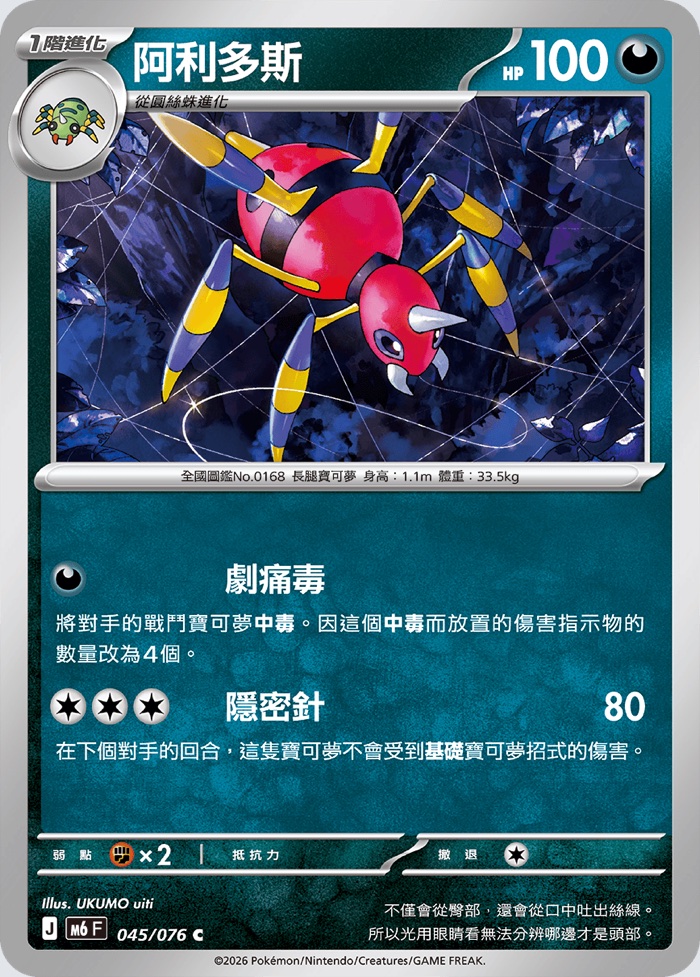 1階進化
阿利多斯
HP 100
從圓絲蛛進化
全國圖鑑No.0168 長腿寶可夢 身高：1.1m 體重：33.5kg
劇痛毒
將對手的戰鬥寶可夢中毒。因這個中毒而放置的傷害指示物的
數量改為4個。
隱密針 80
在下個對手的回合，這隻寶可夢不會受到基礎寶可夢招式的傷害。
弱點 ×2 抵抗力 撤退
Illus. UKUMO uiti
不僅會從臀部，還會從口中吐出絲線。
J M6 F 045/076 C
所以光用眼睛看無法分辨哪邊才是頭部。
©2026 Pokémon/Nintendo/Creatures/GAME FREAK.